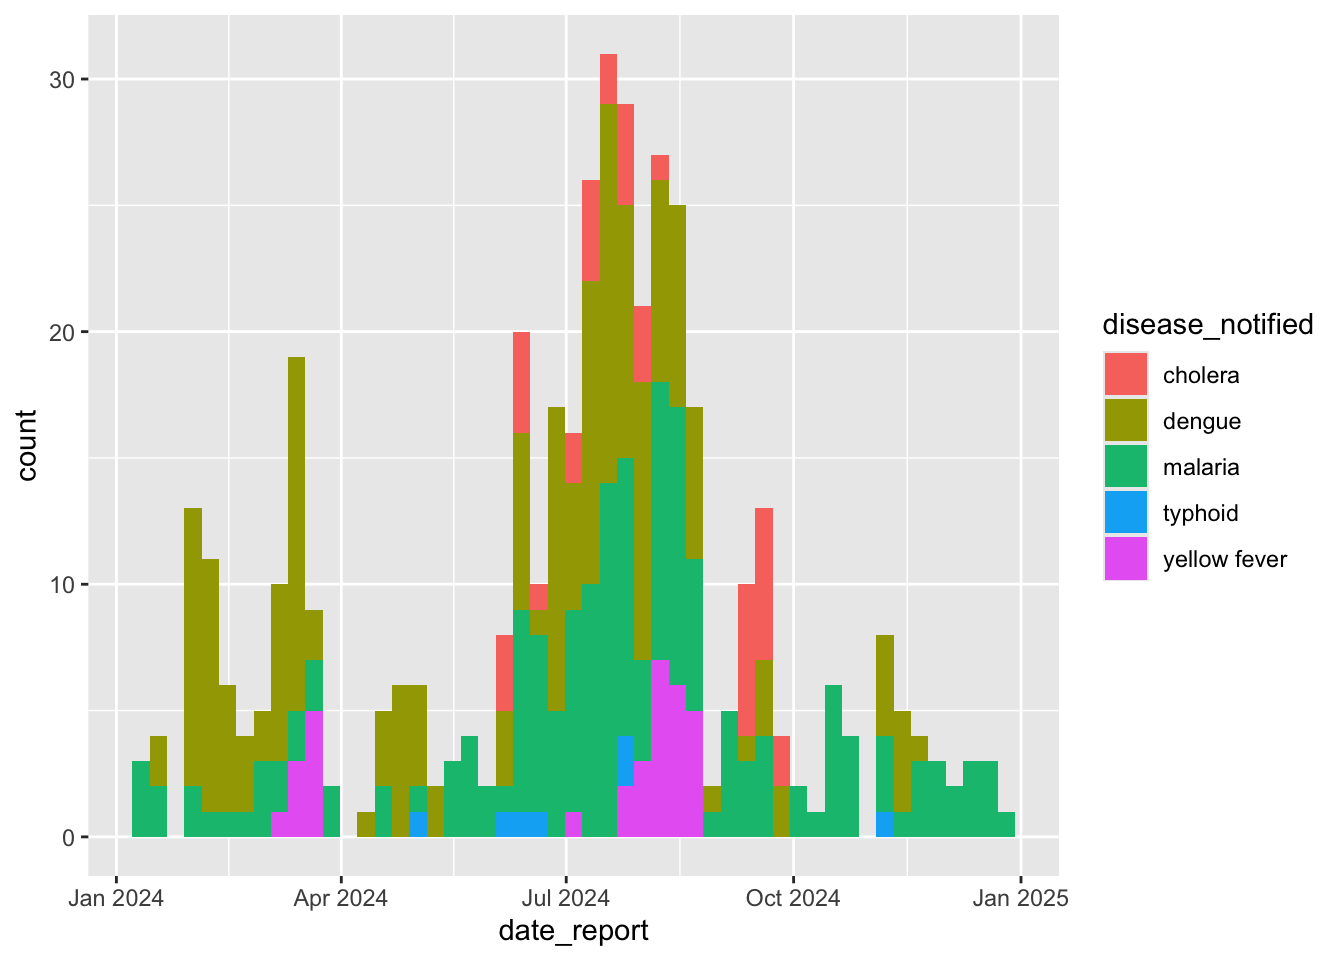 30
20
10
0
count
Jan 2024
Apr 2024
Jul 2024
Oct 2024
Jan 2025
date_report
disease_notified
cholera
dengue
malaria
typhoid
yellow fever